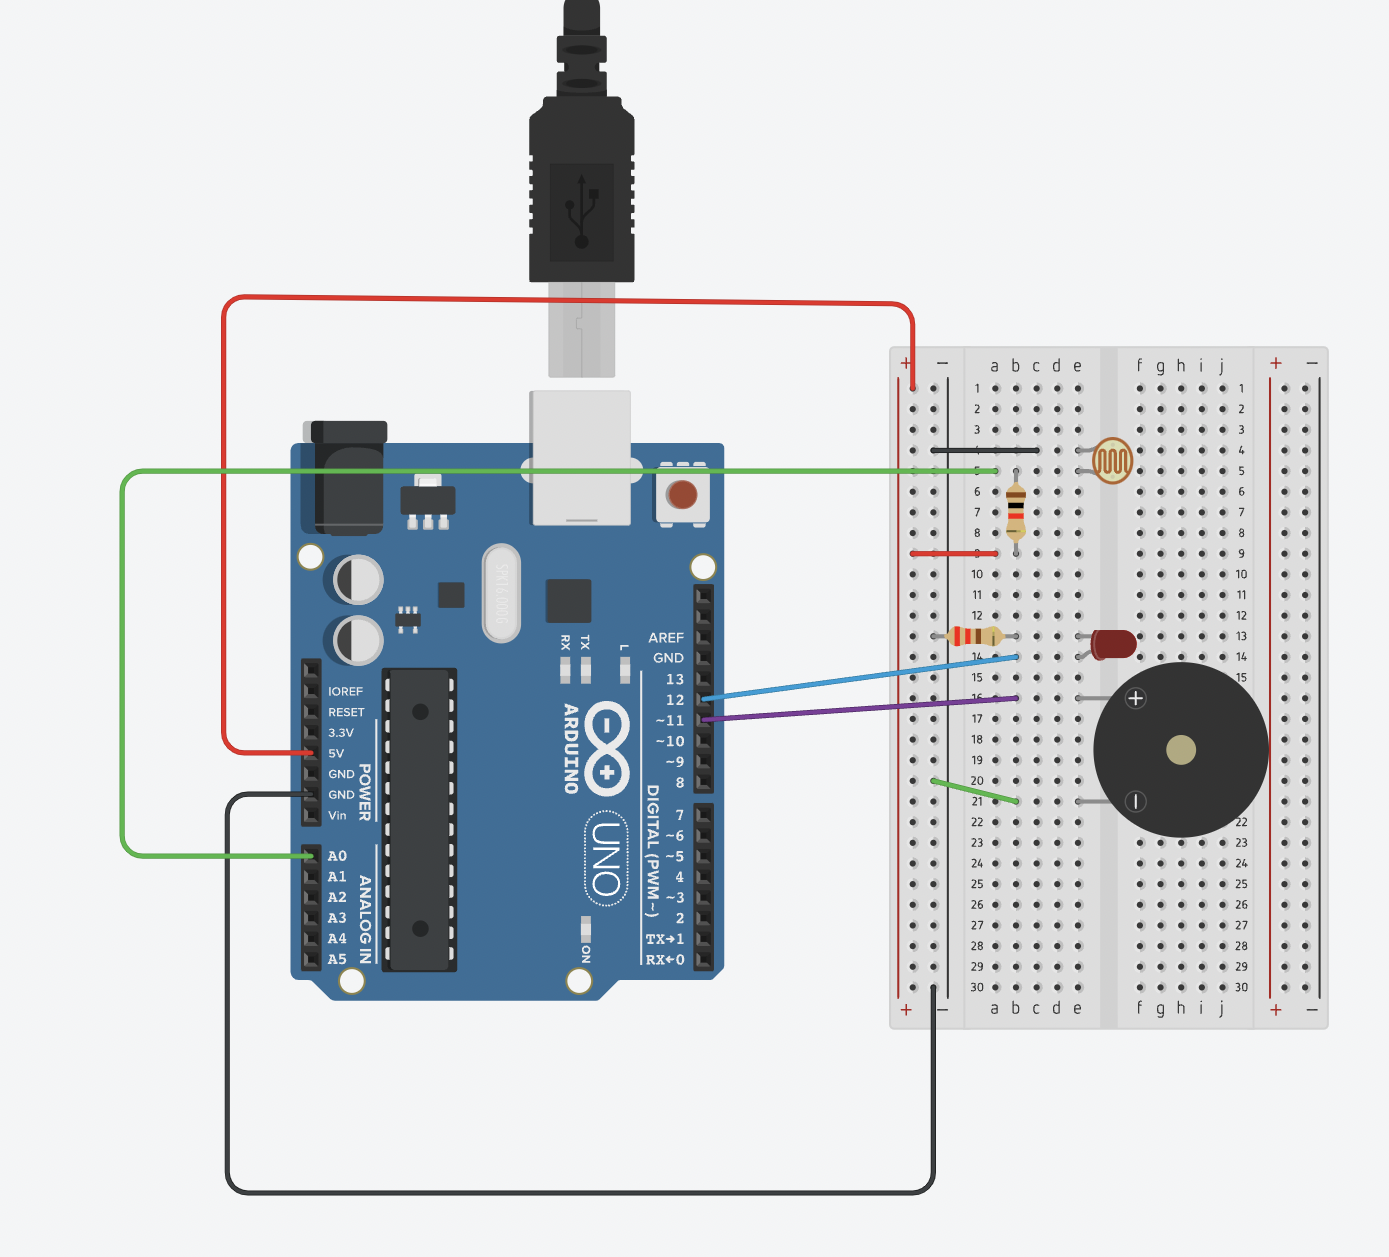 SPK16.000G
RX
TX
L
AREF
GND
13
12
~11
~10
~9
8
7
~6
~5
4
~3
2
TX→1
RX←0
DIGITAL (PWM~)
ARDUINO
UNO
ON
IOREF
RESET
3.3V
5V
GND
GND
Vin
POWER
A0
A1
A2
A3
A4
A5
ANALOG IN
+ − a b c d e f g h i j + −
1 1
2 2
3 3
4 4
5 5
6 6
7 7
8 8
9 9
10 10
11 11
12 12
13 13
14 14
15 15
16
17
18
19
20
21
22 22
23 23
24 24
25 25
26 26
27 27
28 28
29 29
30 30
+ − a b c d e f g h i j + −
+
−